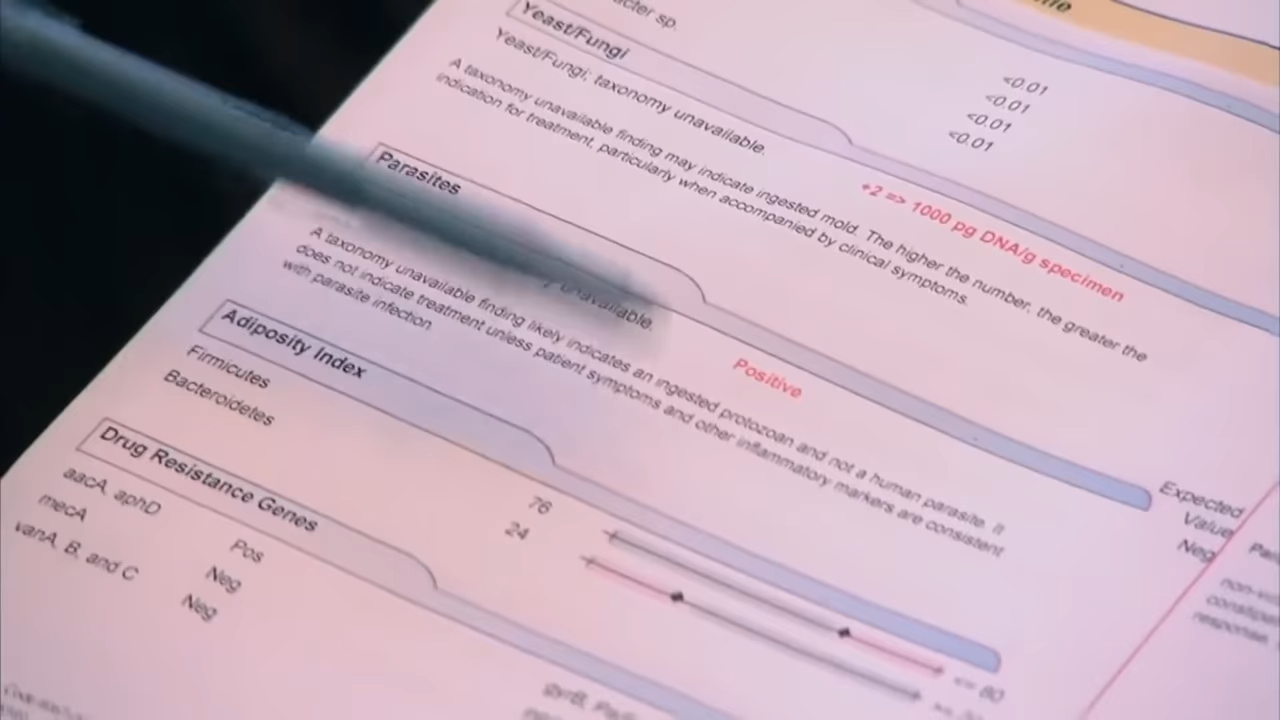 sp.
<0.01
<0.01
<0.01
<0.01
Yeast/Fungi
Yeast/Fungi; taxonomy unavailable.
+2 => 1000 pg DNA/g specimen
A taxonomy unavailable finding may indicate ingested mold. The higher the number, the greater the
indication for treatment, particularly when accompanied by clinical symptoms.
Parasites
unavailable.
Positive
Expected
Value
Neg
A taxonomy unavailable finding likely indicates an ingested protozoan and not a human parasite. It
does not indicate treatment unless patient symptoms and other inflammatory markers are consistent
with parasite infection.
Adiposity Index
Firmicutes 76
Bacteroidetes 24
<= 80
Drug Resistance Genes
aacA, aphD Pos
mecA Neg
vanA, B, and C Neg
gyrB,
response.